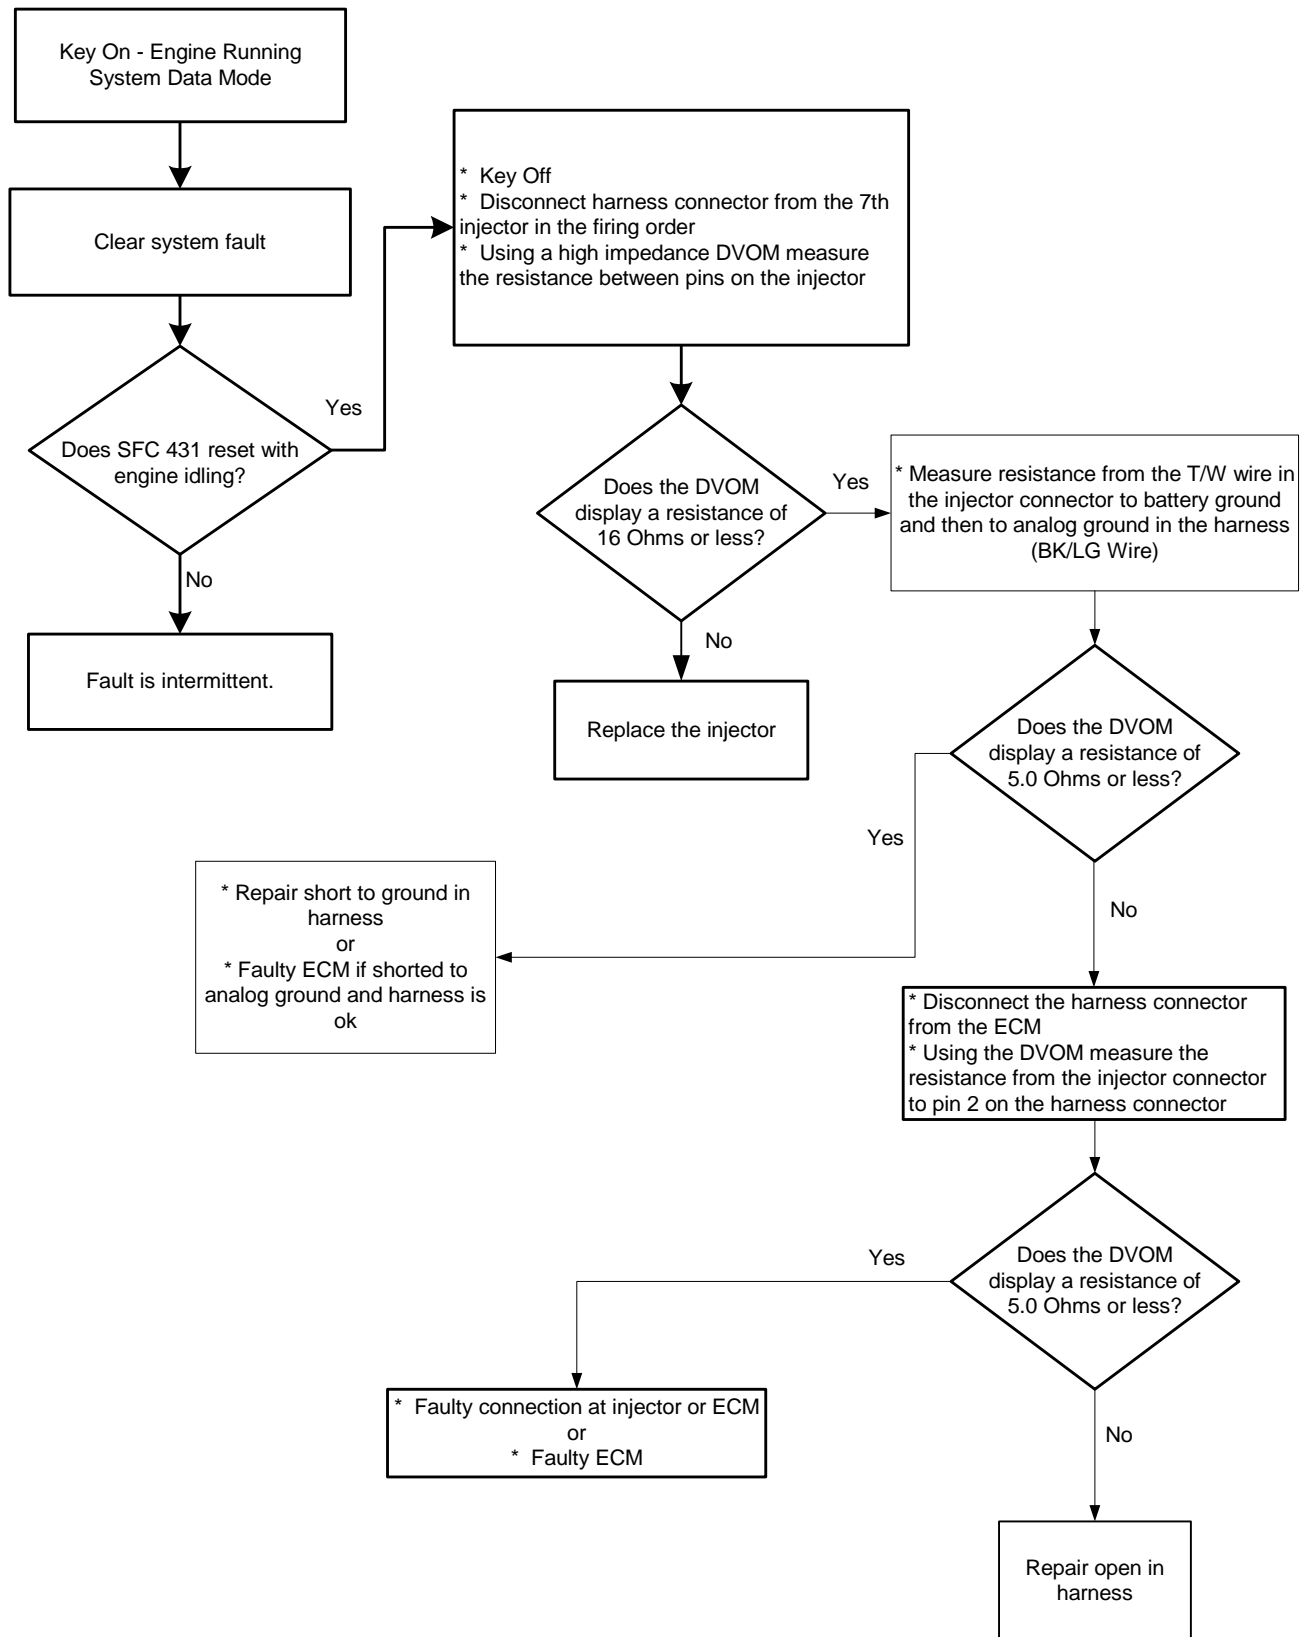 Key On - Engine Running
System Data Mode
Clear system fault
Does SFC 431 reset with
engine idling?
Yes
No
Fault is intermittent.
* Key Off
* Disconnect harness connector from the 7th
injector in the firing order
* Using a high impedance DVOM measure
the resistance between pins on the injector
Does the DVOM
display a resistance of
16 Ohms or less?
Yes
No
Replace the injector
* Measure resistance from the T/W wire in
the injector connector to battery ground
and then to analog ground in the harness
(BK/LG Wire)
Does the DVOM
display a resistance of
5.0 Ohms or less?
Yes
* Repair short to ground in
harness
or
* Faulty ECM if shorted to
analog ground and harness is
ok
No
* Disconnect the harness connector
from the ECM
* Using the DVOM measure the
resistance from the injector connector
to pin 2 on the harness connector
Does the DVOM
display a resistance of
5.0 Ohms or less?
Yes
* Faulty connection at injector or ECM
or
* Faulty ECM
No
Repair open in
harness